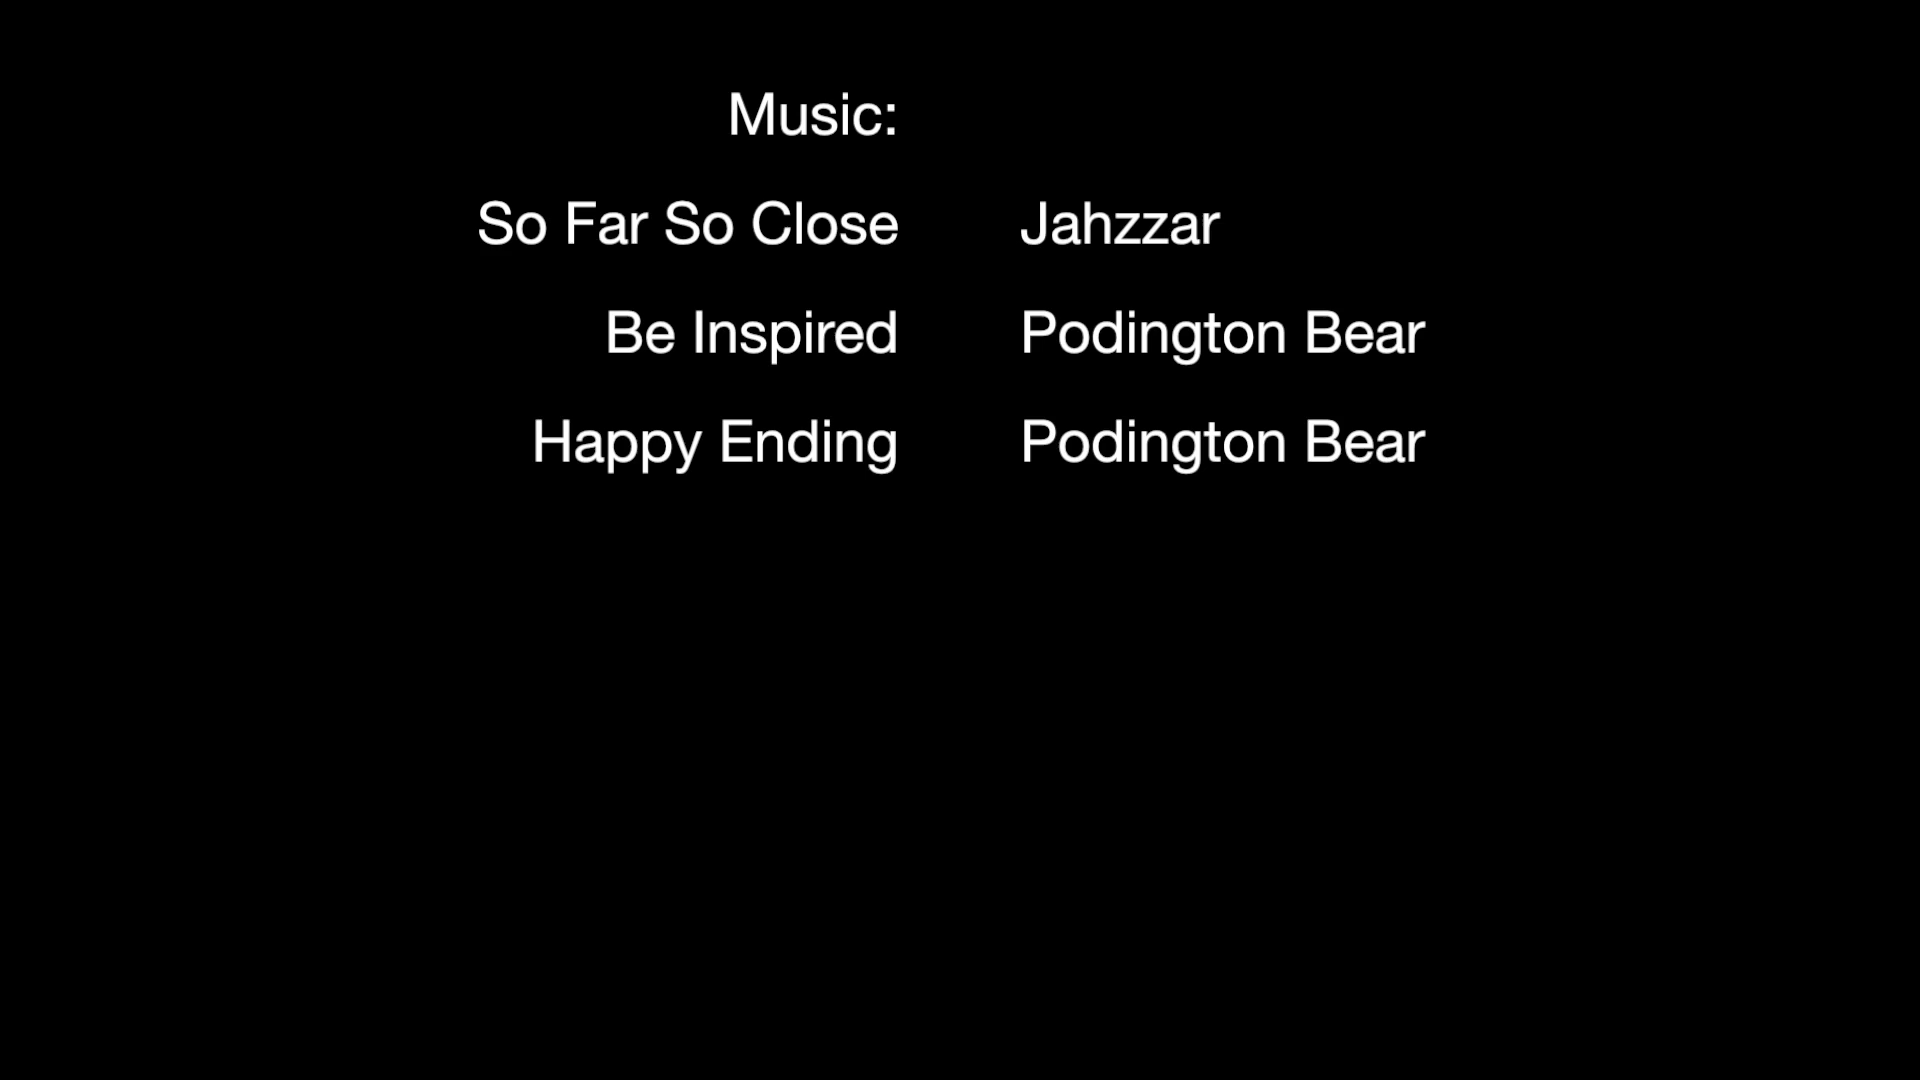 Music:
So Far So Close Jahzzar
Be Inspired Podington Bear
Happy Ending Podington Bear